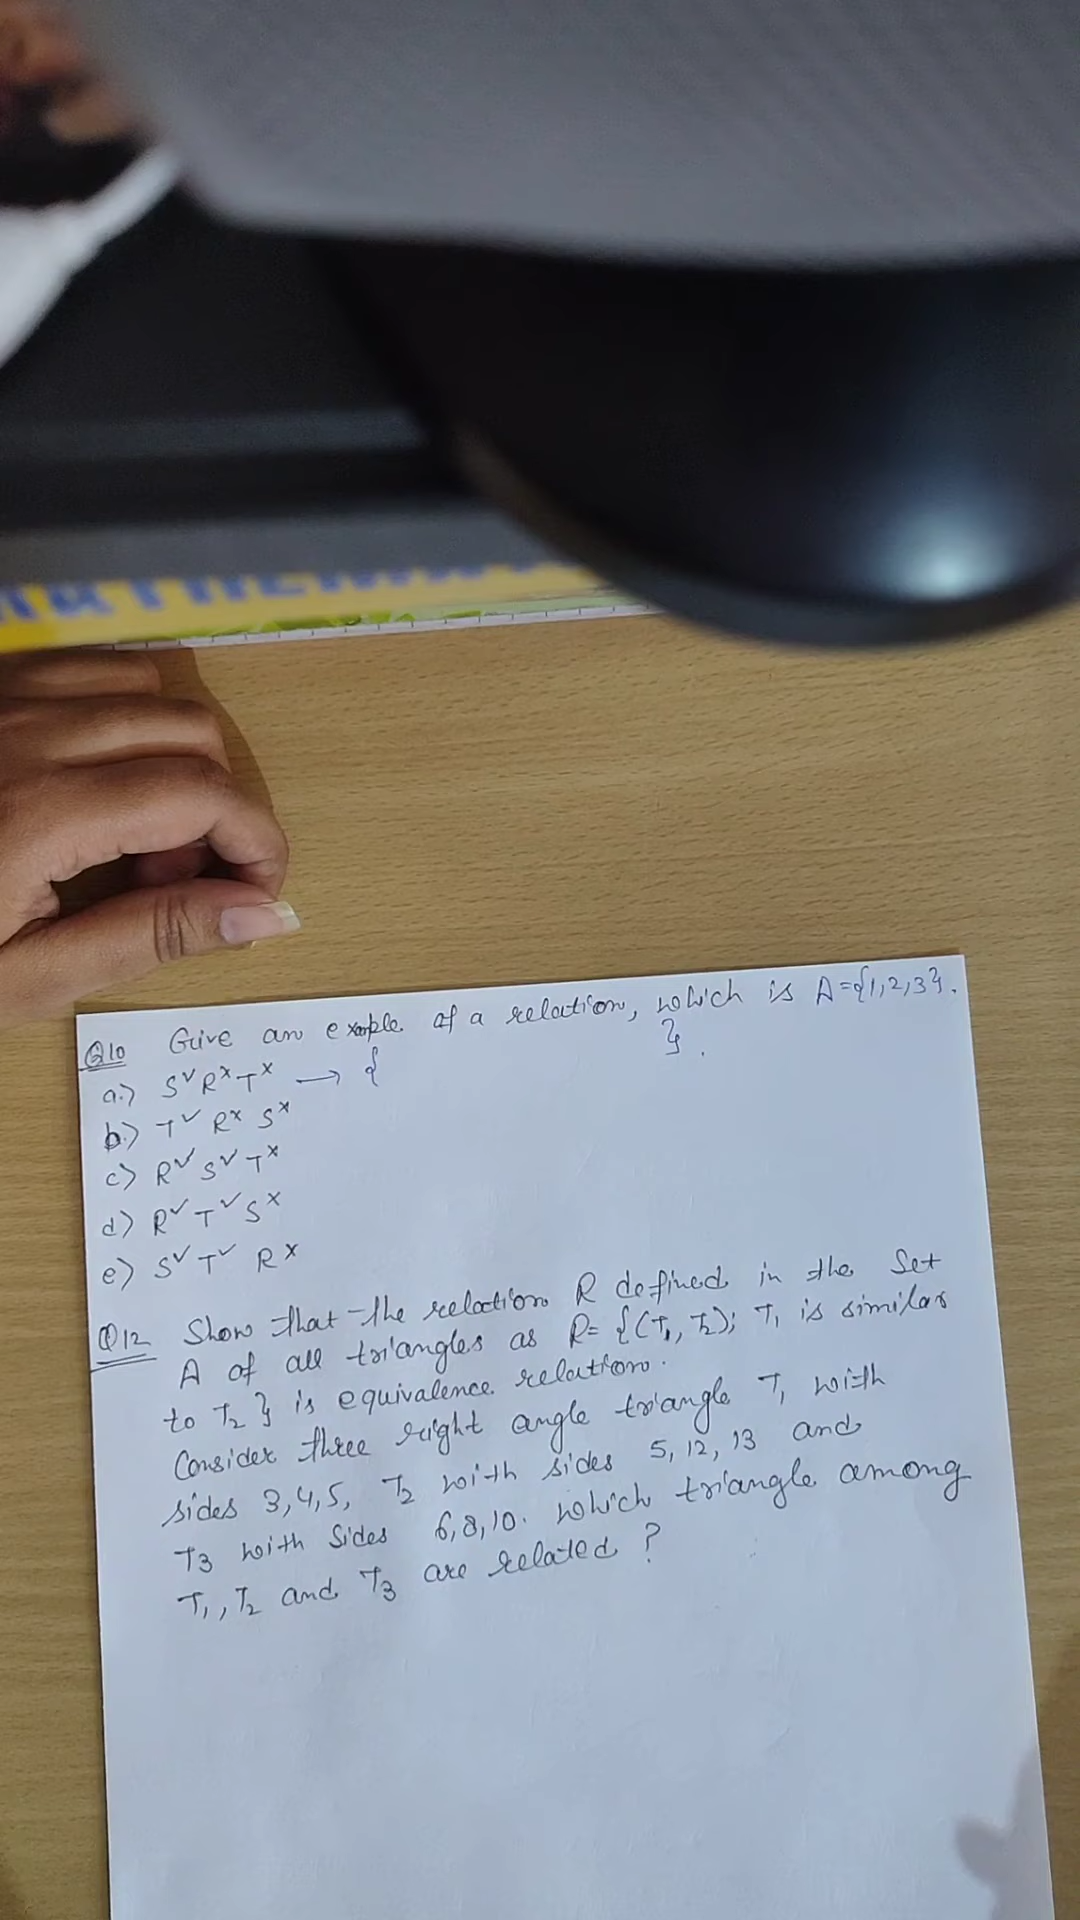 Q10 Give an example of a relation, which is A={1,2,3}.
a.) S✓ R× T× → { }.
b.) T✓ R× S×
c) R✓ S✓ T×
d) R✓ T✓ S×
e) S✓ T✓ R×
Q12 Show that the relation R defined in the Set
A of all triangles as R= {(T₁, T₂); T₁ is similar
to T₂} is equivalence relation.
Consider three right angle triangle T₁ with
sides 3,4,5, T₂ with sides 5, 12, 13 and
T₃ with Sides 6,8,10. which triangle among
T₁, T₂ and T₃ are related ?